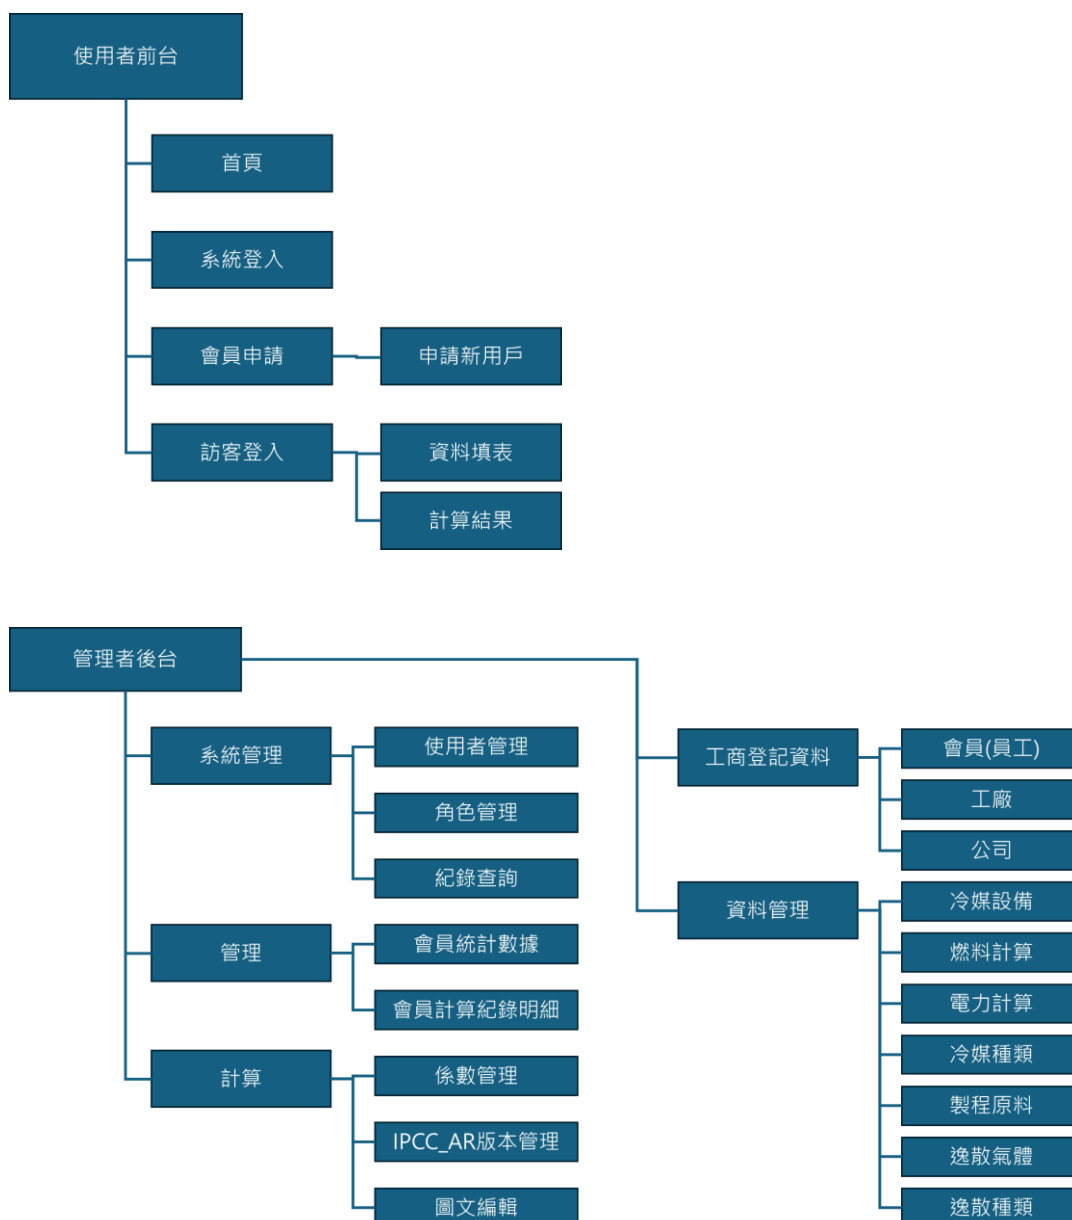 使用者前台
首頁
系統登入
會員申請
申請新用戶
訪客登入
資料填表
計算結果
管理者後台
系統管理
使用者管理
角色管理
紀錄查詢
管理
會員統計數據
會員計算紀錄明細
計算
係數管理
IPCC_AR版本管理
圖文編輯
工商登記資料
會員(員工)
工廠
公司
資料管理
冷媒設備
燃料計算
電力計算
冷媒種類
製程原料
逸散氣體
逸散種類